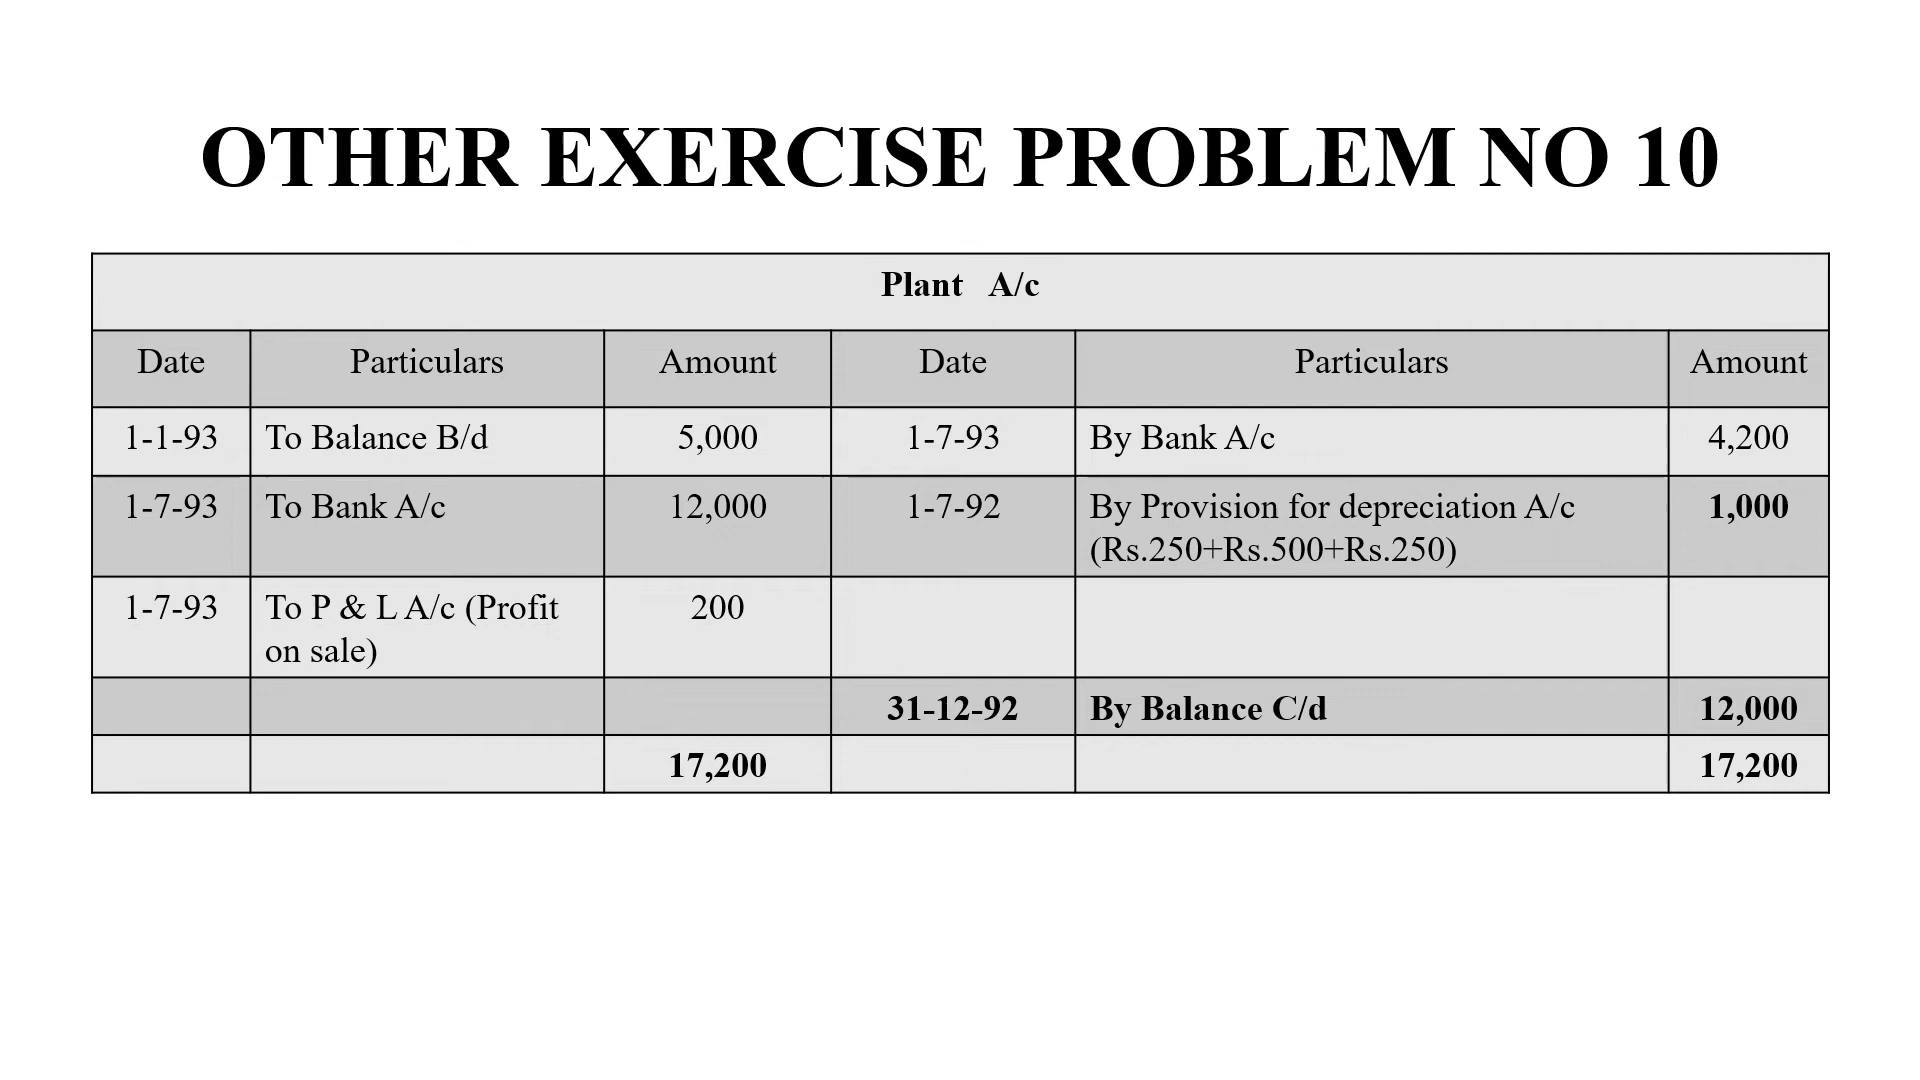 OTHER EXERCISE PROBLEM NO 10
Plant A/c
Date Particulars Amount Date Particulars Amount
1-1-93 To Balance B/d 5,000 1-7-93 By Bank A/c 4,200
1-7-93 To Bank A/c 12,000 1-7-92 By Provision for depreciation A/c 1,000
(Rs.250+Rs.500+Rs.250)
1-7-93 To P & L A/c (Profit 200
on sale)
31-12-92 By Balance C/d 12,000
17,200 17,200